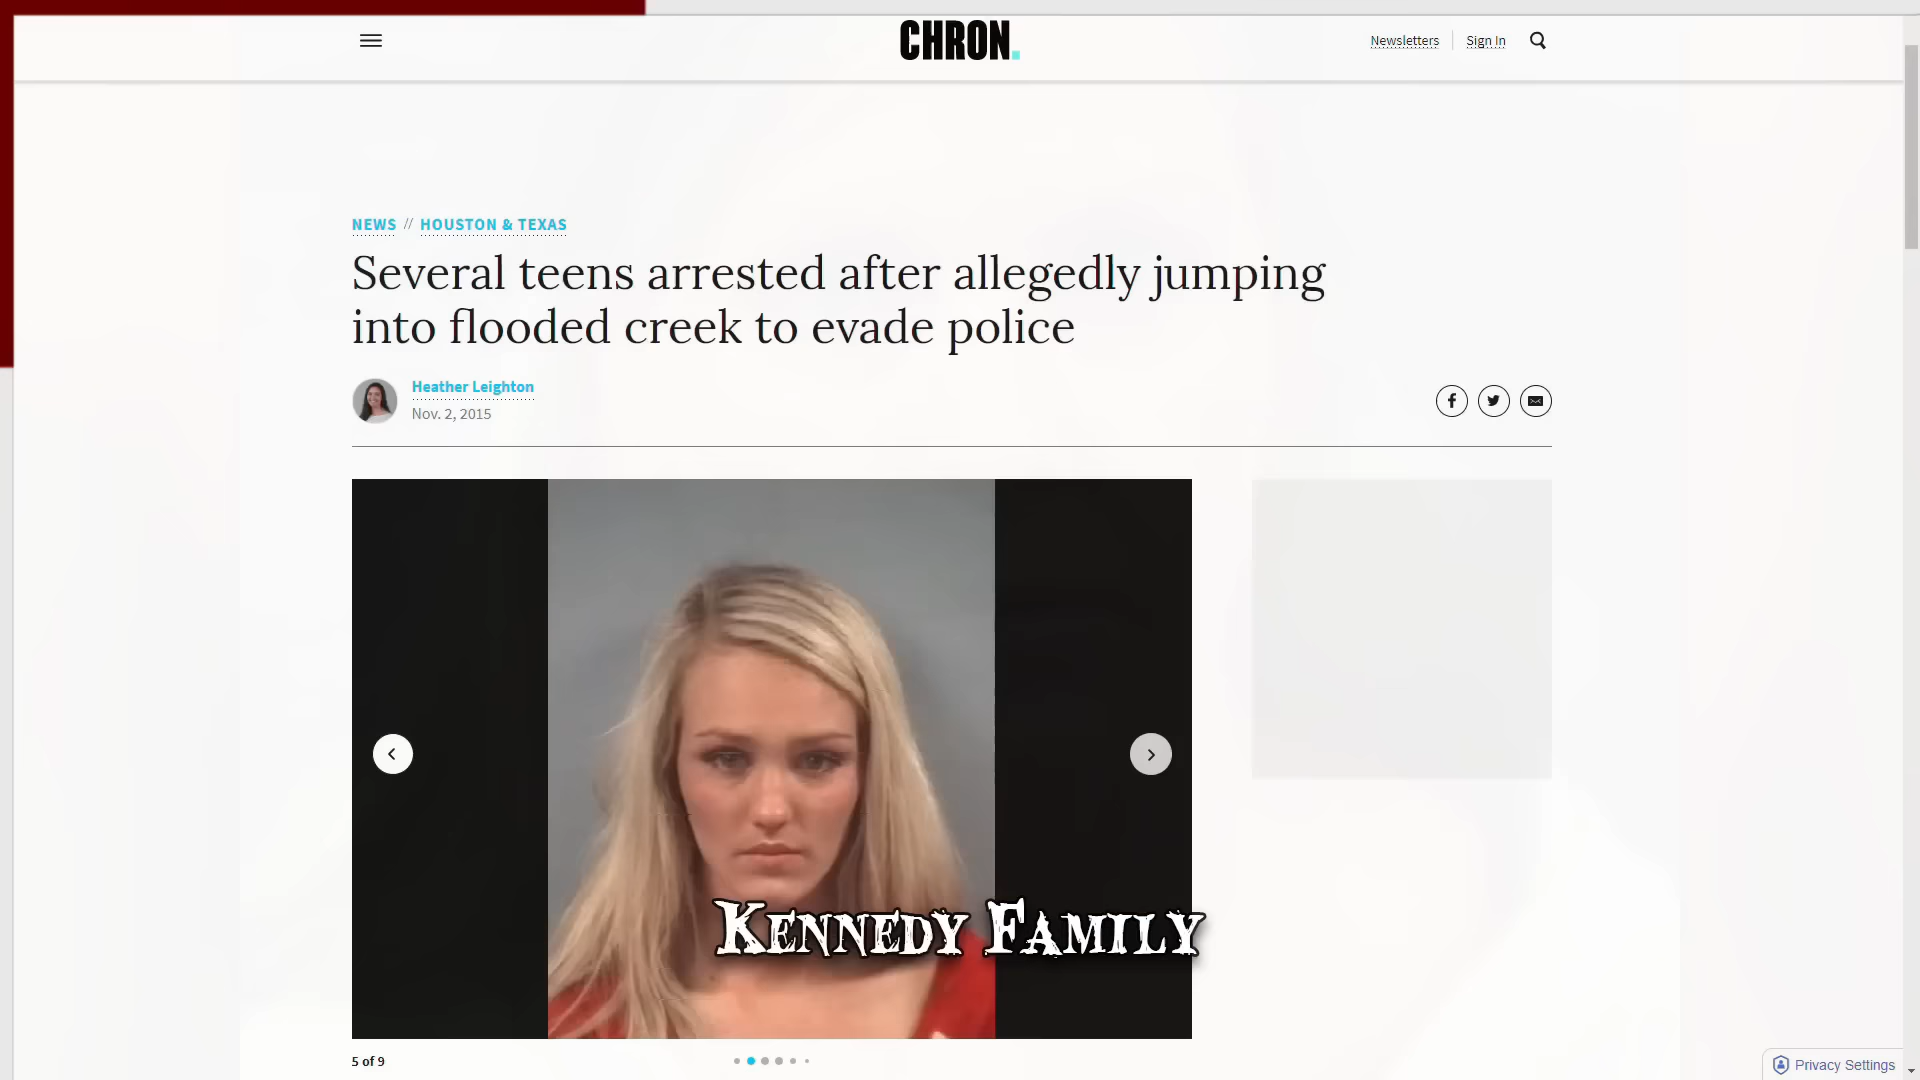 CHRON.
Newsletters
Sign In
NEWS // HOUSTON & TEXAS
Several teens arrested after allegedly jumping
into flooded creek to evade police
Heather Leighton
Nov. 2, 2015
KENNEDY FAMILY
5 of 9
Privacy Settings